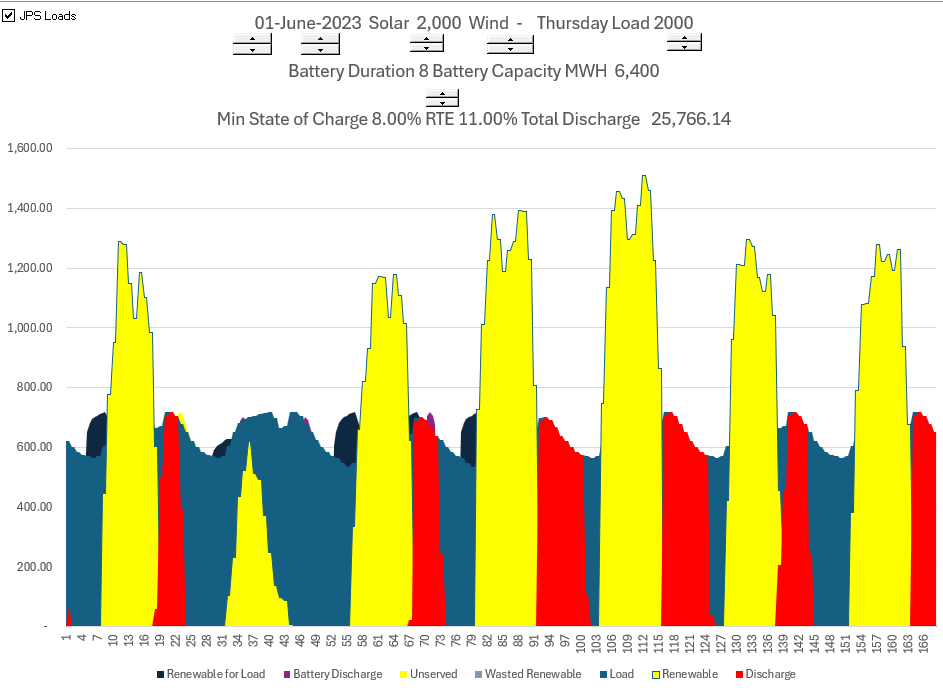 JPS Loads
01-June-2023 Solar 2,000 Wind - Thursday Load 2000
Battery Duration 8 Battery Capacity MWH 6,400
Min State of Charge 8.00% RTE 11.00% Total Discharge 25,766.14
1,600.00
1,400.00
1,200.00
1,000.00
800.00
600.00
400.00
200.00
-
1 4 7 10 13 16 19 22 25 28 31 34 37 40 43 46 49 52 55 58 61 64 67 70 73 76 79 82 85 88 91 94 97 100 103 106 109 112 115 118 121 124 127 130 133 136 139 142 145 148 151 154 157 160 163 166
Renewable for Load Battery Discharge Unserved Wasted Renewable Load Renewable Discharge